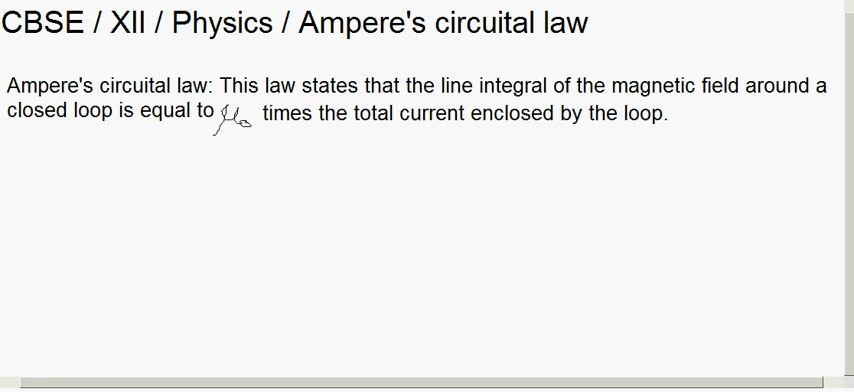 CBSE / XII / Physics / Ampere's circuital law
Ampere's circuital law: This law states that the line integral of the magnetic field around a
closed loop is equal to μ₀ times the total current enclosed by the loop.